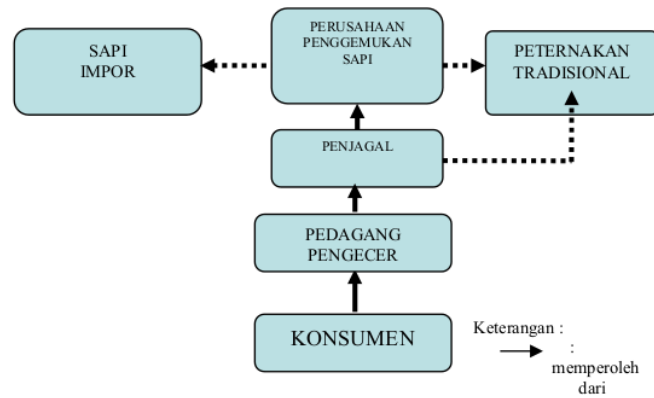 SAPI
IMPOR
PERUSAHAAN
PENGGEMUKAN
SAPI
PETERNAKAN
TRADISIONAL
PENJAGAL
PEDAGANG
PENGECER
KONSUMEN
Keterangan :
:
memperoleh
dari